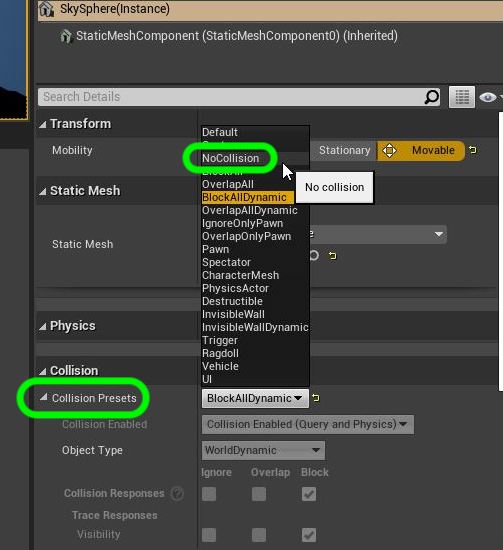 SkySphere(Instance)
StaticMeshComponent (StaticMeshComponent0) (Inherited)
Search Details
Transform
Mobility
Stationary
Movable
Static Mesh
Static Mesh
Physics
Collision
Collision Presets
BlockAllDynamic
Default
NoCollision
BlockAll
OverlapAll
BlockAllDynamic
OverlapAllDynamic
IgnoreOnlyPawn
OverlapOnlyPawn
Pawn
Spectator
CharacterMesh
PhysicsActor
Destructible
InvisibleWall
InvisibleWallDynamic
Trigger
Ragdoll
Vehicle
UI
No collision
Collision Enabled
Collision Enabled (Query and Physics)
Object Type
WorldDynamic
Ignore Overlap Block
Collision Responses
Trace Responses
Visibility